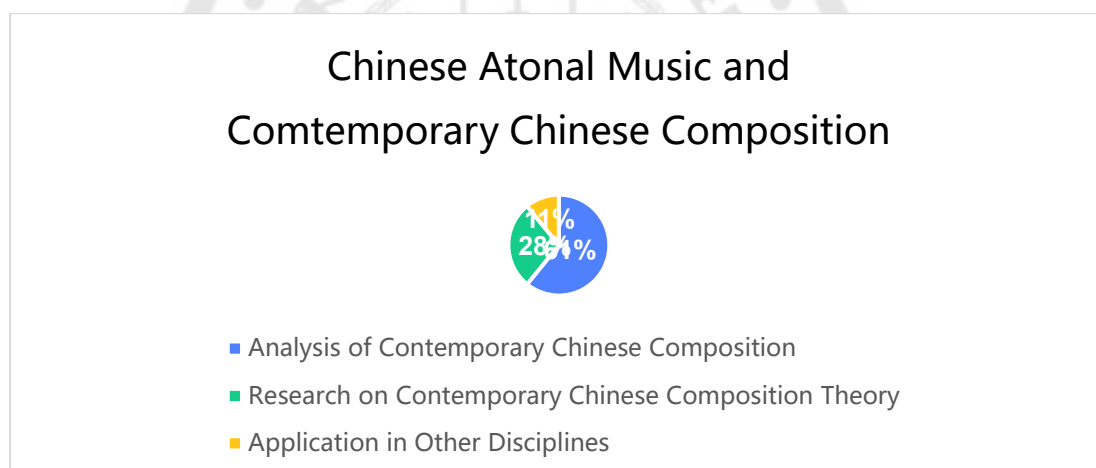 Chinese Atonal Music and
Comtemporary Chinese Composition
11%
28%
61%
Analysis of Contemporary Chinese Composition
Research on Contemporary Chinese Composition Theory
Application in Other Disciplines